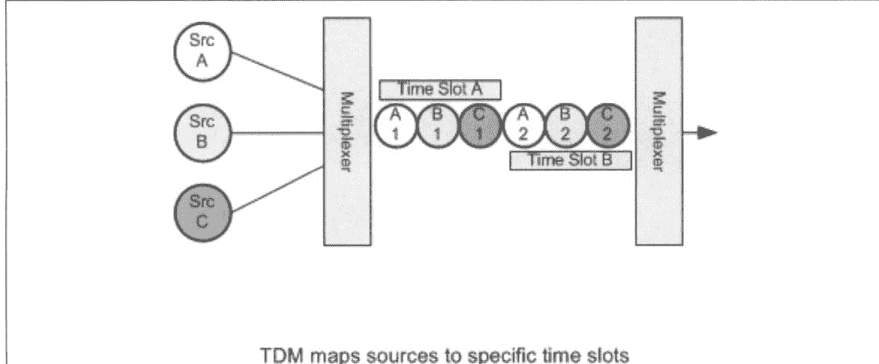 Src
A
Src
B
Src
C
Multiplexer
Time Slot A
A
1
B
1
C
1
A
2
B
2
C
2
Time Slot B
Multiplexer
TDM maps sources to specific time slots